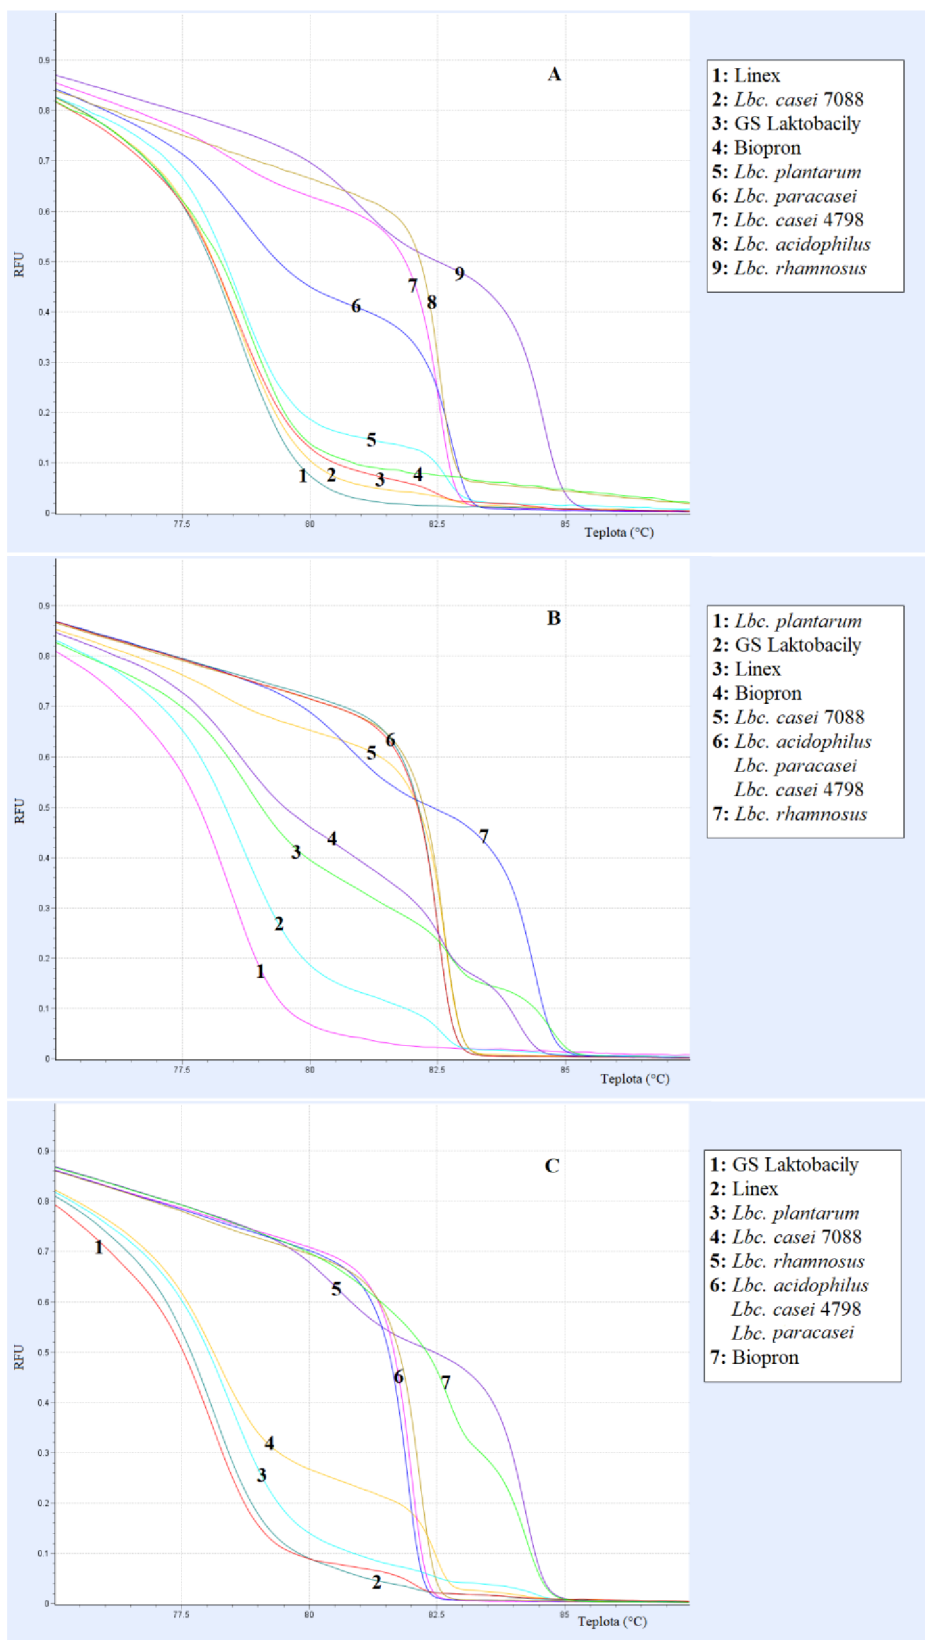 A
0.9
0.8
0.7
0.6
0.5
0.4
0.3
0.2
0.1
0
RFU
9
7
8
6
5
1
2
3
4
77.5
80
82.5
85
Teplota (°C)
1: Linex
2: Lbc. casei 7088
3: GS Laktobacily
4: Biopron
5: Lbc. plantarum
6: Lbc. paracasei
7: Lbc. casei 4798
8: Lbc. acidophilus
9: Lbc. rhamnosus
B
0.9
0.8
0.7
0.6
0.5
0.4
0.3
0.2
0.1
0
RFU
6
5
7
4
3
2
1
77.5
80
82.5
85
Teplota (°C)
1: Lbc. plantarum
2: GS Laktobacily
3: Linex
4: Biopron
5: Lbc. casei 7088
6: Lbc. acidophilus
Lbc. paracasei
Lbc. casei 4798
7: Lbc. rhamnosus
C
0.9
0.8
0.7
0.6
0.5
0.4
0.3
0.2
0.1
0
RFU
1
5
6
7
4
3
2
77.5
80
82.5
85
Teplota (°C)
1: GS Laktobacily
2: Linex
3: Lbc. plantarum
4: Lbc. casei 7088
5: Lbc. rhamnosus
6: Lbc. acidophilus
Lbc. casei 4798
Lbc. paracasei
7: Biopron